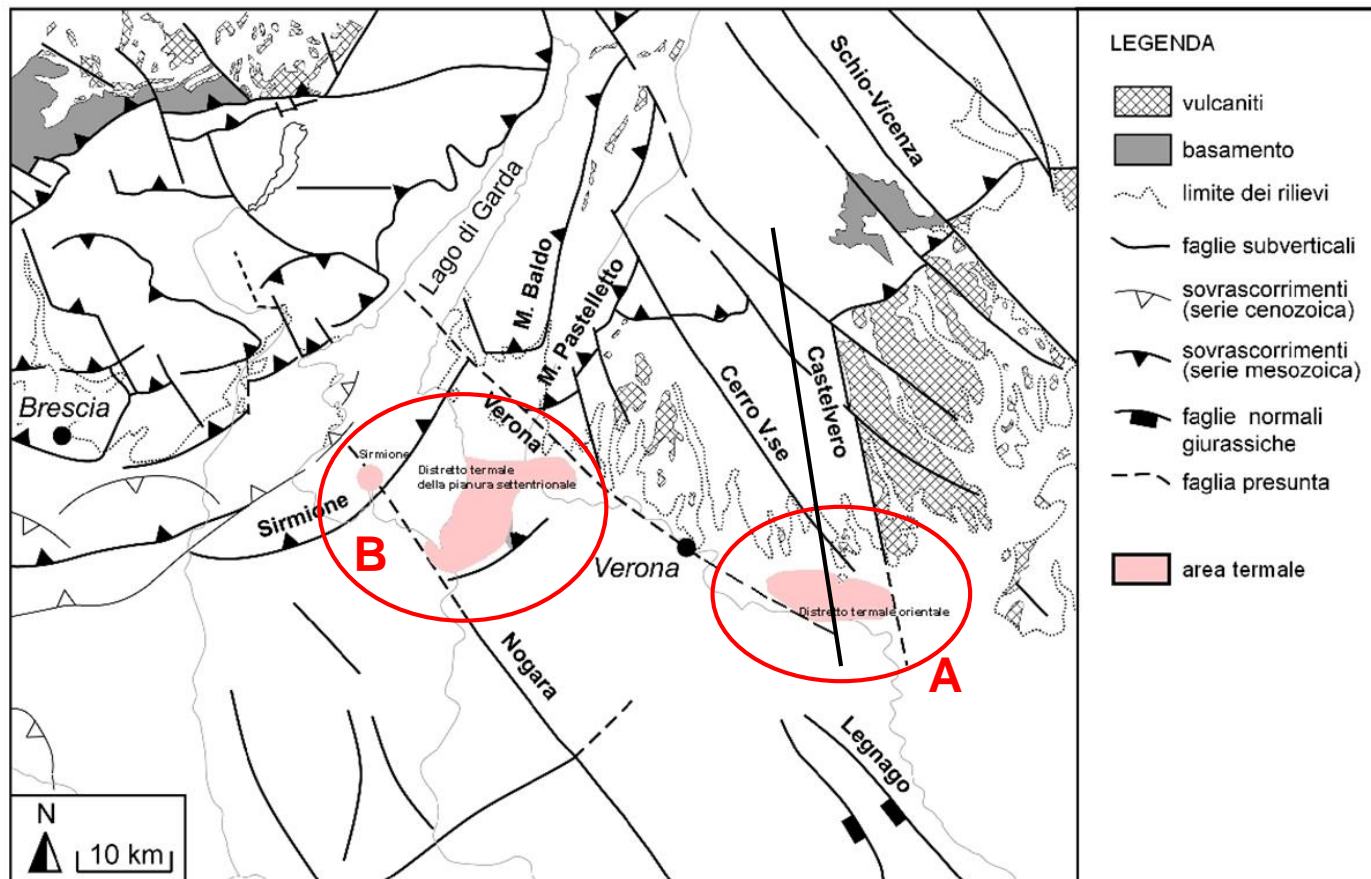 Schio-Vicenza
Lago di Garda
M. Baldo
M. Pastelletto
Brescia
Verona
Cerro V.se
Castelvero
Sirmione
Distretto termale
della pianura settentrionale
Sirmione
B
Verona
Distretto termale orientale
A
Nogara
Legnago
N
10 km
LEGENDA
vulcaniti
basamento
limite dei rilievi
faglie subverticali
sovrascorrimenti
(serie cenozoica)
sovrascorrimenti
(serie mesozoica)
faglie normali
giurassiche
faglia presunta
area termale